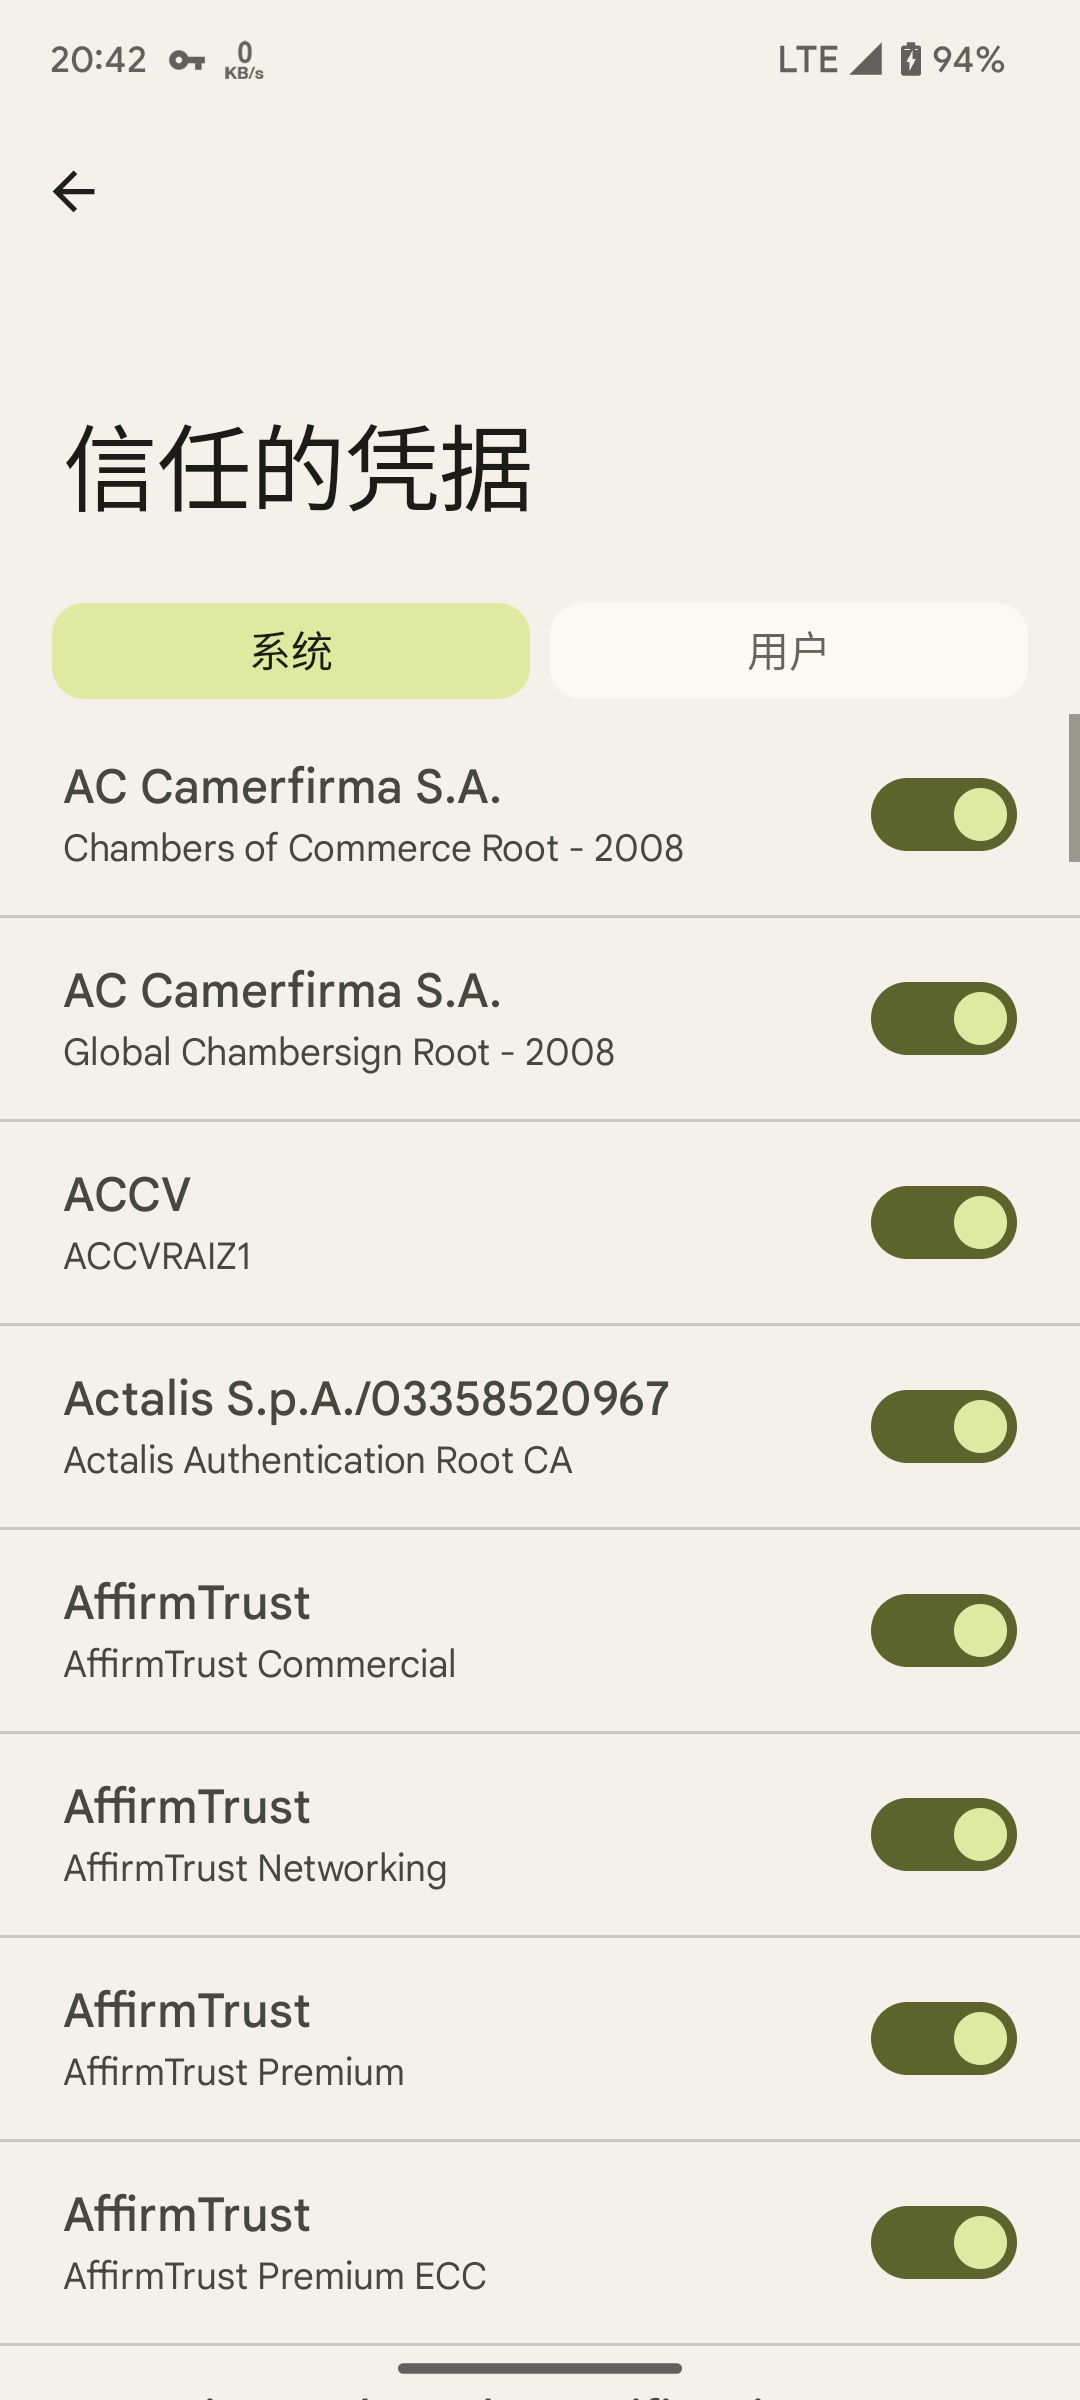 20:42 0 KB/s LTE 94%
信任的凭据
系统 用户
AC Camerfirma S.A.
Chambers of Commerce Root - 2008
AC Camerfirma S.A.
Global Chambersign Root - 2008
ACCV
ACCVRAIZ1
Actalis S.p.A./03358520967
Actalis Authentication Root CA
AffirmTrust
AffirmTrust Commercial
AffirmTrust
AffirmTrust Networking
AffirmTrust
AffirmTrust Premium
AffirmTrust
AffirmTrust Premium ECC